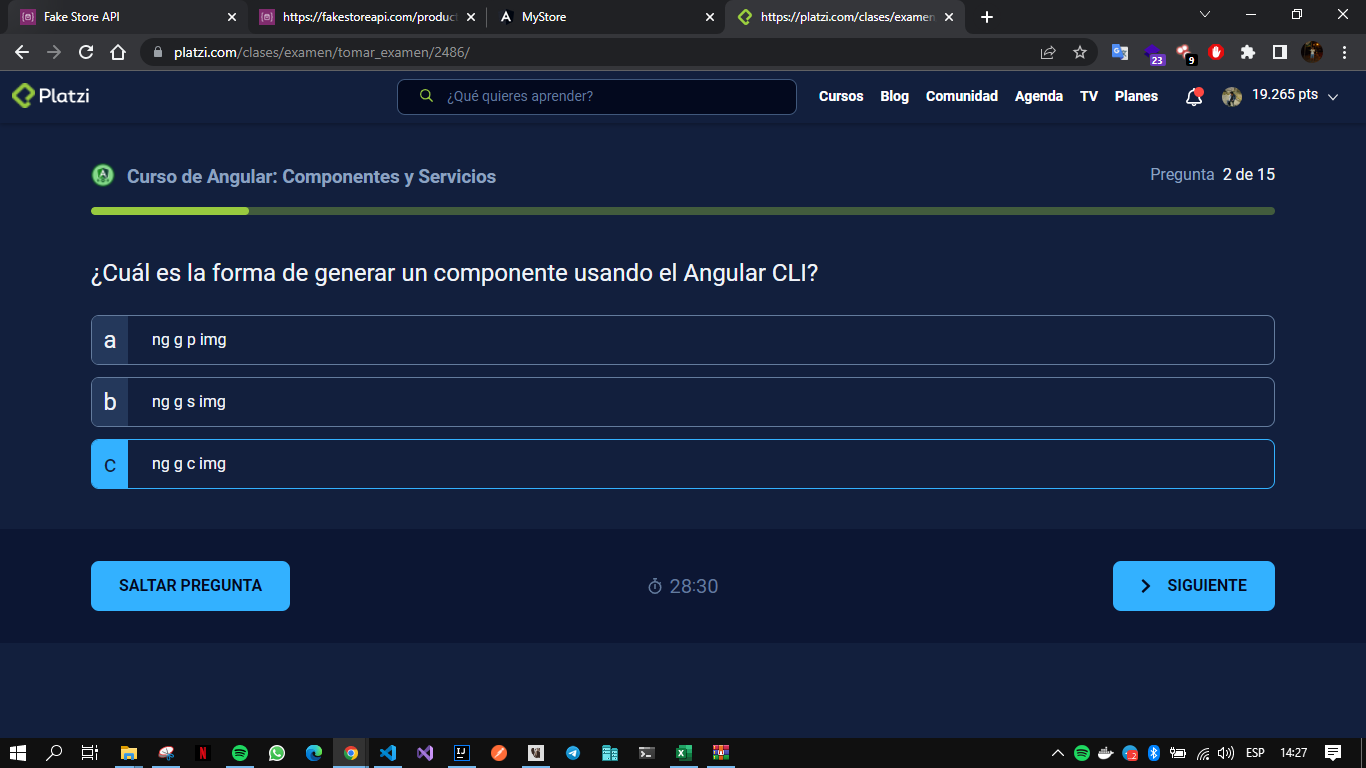 Fake Store API
https://fakestoreapi.com/product
MyStore
https://platzi.com/clases/examen
platzi.com/clases/examen/tomar_examen/2486/
23
9
Platzi
¿Qué quieres aprender?
Cursos
Blog
Comunidad
Agenda
TV
Planes
19.265 pts
Curso de Angular: Componentes y Servicios
Pregunta 2 de 15
¿Cuál es la forma de generar un componente usando el Angular CLI?
a
ng g p img
b
ng g s img
c
ng g c img
SALTAR PREGUNTA
28:30
SIGUIENTE
ESP
14:27